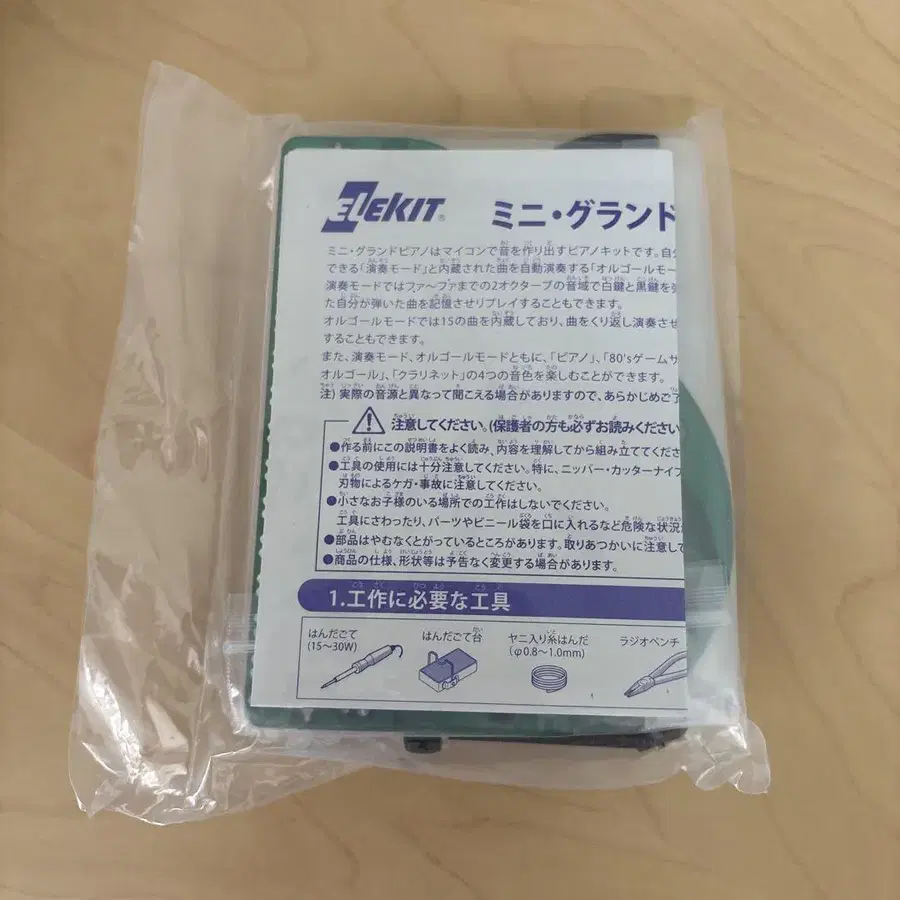 ELEKIT®
ミニ・グランド
ミニ・グランドピアノはマイコンで音を作り出すピアノキットです。自分
できる「演奏モード」と内蔵された曲を自動演奏する「オルゴールモー
演奏モードではファ〜ファまでの2オクターブの音域で白鍵と黒鍵を弾
た自分が弾いた曲を記憶させリプレイすることもできます。
オルゴールモードでは15の曲を内蔵しており、曲をくり返し演奏させ
することもできます。
また、演奏モード、オルゴールモードともに、「ピアノ」、「80'sゲームサ
オルゴール」、「クラリネット」の4つの音色を楽しむことができます。
注) 実際の音源と異なって聞こえる場合がありますので、あらかじめご了
注意してください。(保護者の方も必ずお読みください
●作る前にこの説明書をよく読み、内容を理解してから組み立ててくださ
●工具の使用には十分注意してください。特に、ニッパー・カッターナイフ
刃物によるケガ・事故に注意してください。
●小さなお子様のいる場所での工作はしないでください。
工具にさわったり、パーツやビニール袋を口に入れるなど危険な状況
●部品はやむなくとがっているところがあります。取りあつかいに注意して
●商品の仕様、形状等は予告なく変更する場合があります。
1.工作に必要な工具
はんだごて
(15〜30W)
はんだごて台
ヤニ入り糸はんだ
(φ0.8〜1.0mm)
ラジオペンチ